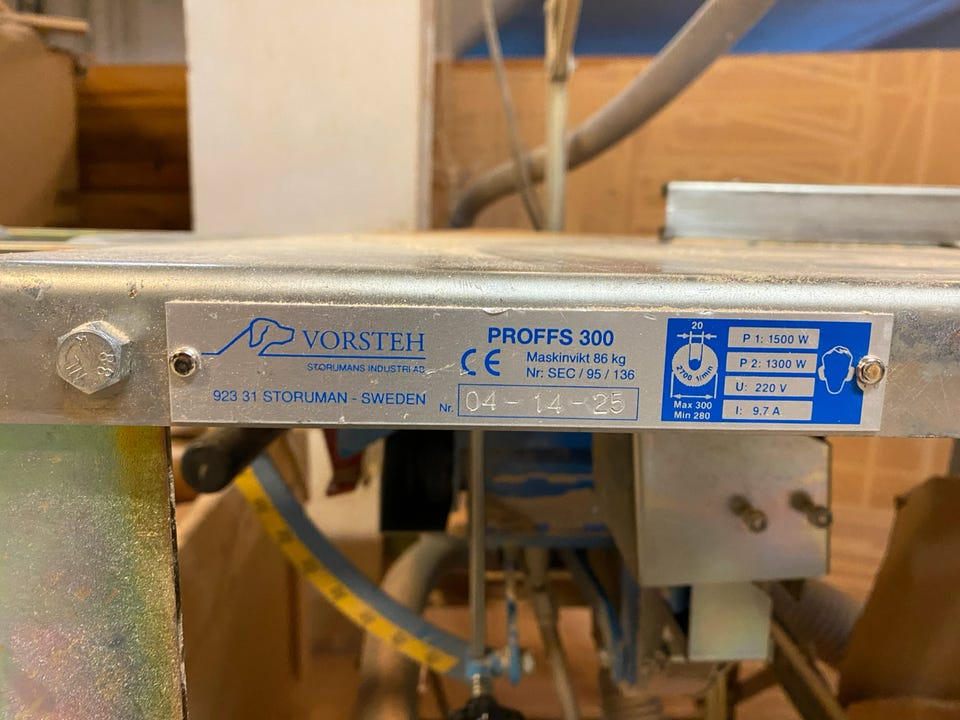 VORSTEH
STORUMANS INDUSTRI AB
923 31 STORUMAN - SWEDEN
PROFFS 300
CE
Maskinvikt 86 kg
Nr: SEC / 95 / 136
Nr. 04-14-25
20
2700 1/min
Max 300
Min 280
P 1: 1500 W
P 2: 1300 W
U: 220 V
I: 9,7 A
8.8